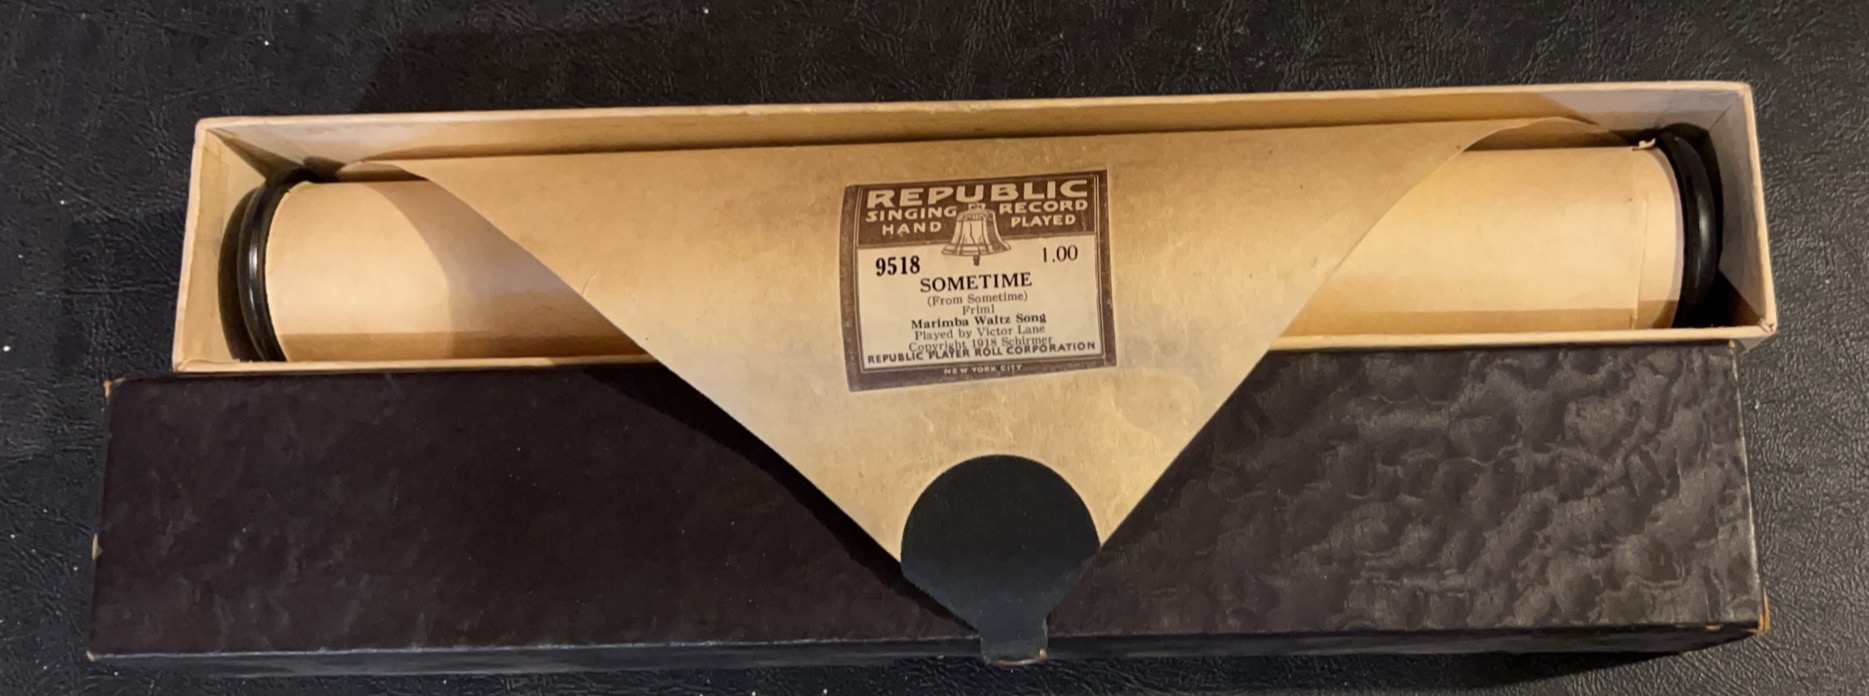 REPUBLIC
SINGING RECORD
HAND PLAYED
9518 1.00
SOMETIME
(From Sometime)
Friml
Marimba Waltz Song
Played by Victor Lane
Copyright 1918 Schirmer
REPUBLIC PLAYER ROLL CORPORATION
NEW YORK CITY